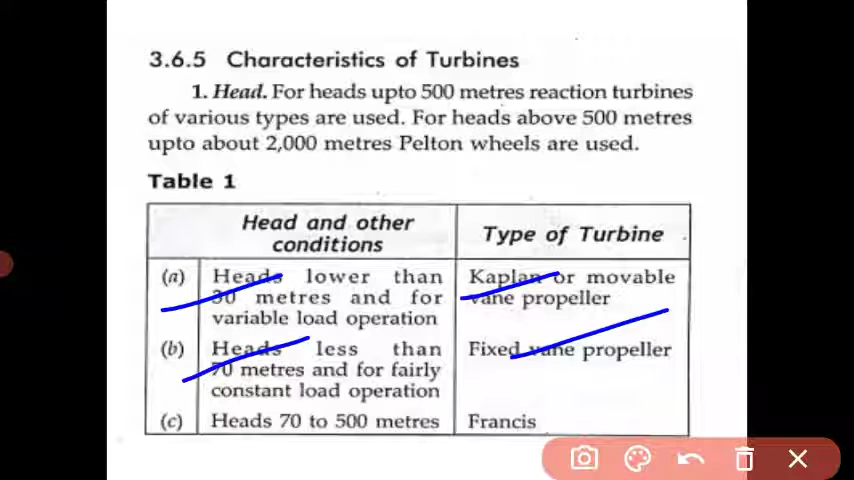 3.6.5 Characteristics of Turbines
1. Head. For heads upto 500 metres reaction turbines
of various types are used. For heads above 500 metres
upto about 2,000 metres Pelton wheels are used.
Table 1
Head and other
conditions
Type of Turbine
(a) Heads lower than
30 metres and for
variable load operation
Kaplan or movable
vane propeller
(b) Heads less than
70 metres and for fairly
constant load operation
Fixed vane propeller
(c) Heads 70 to 500 metres
Francis